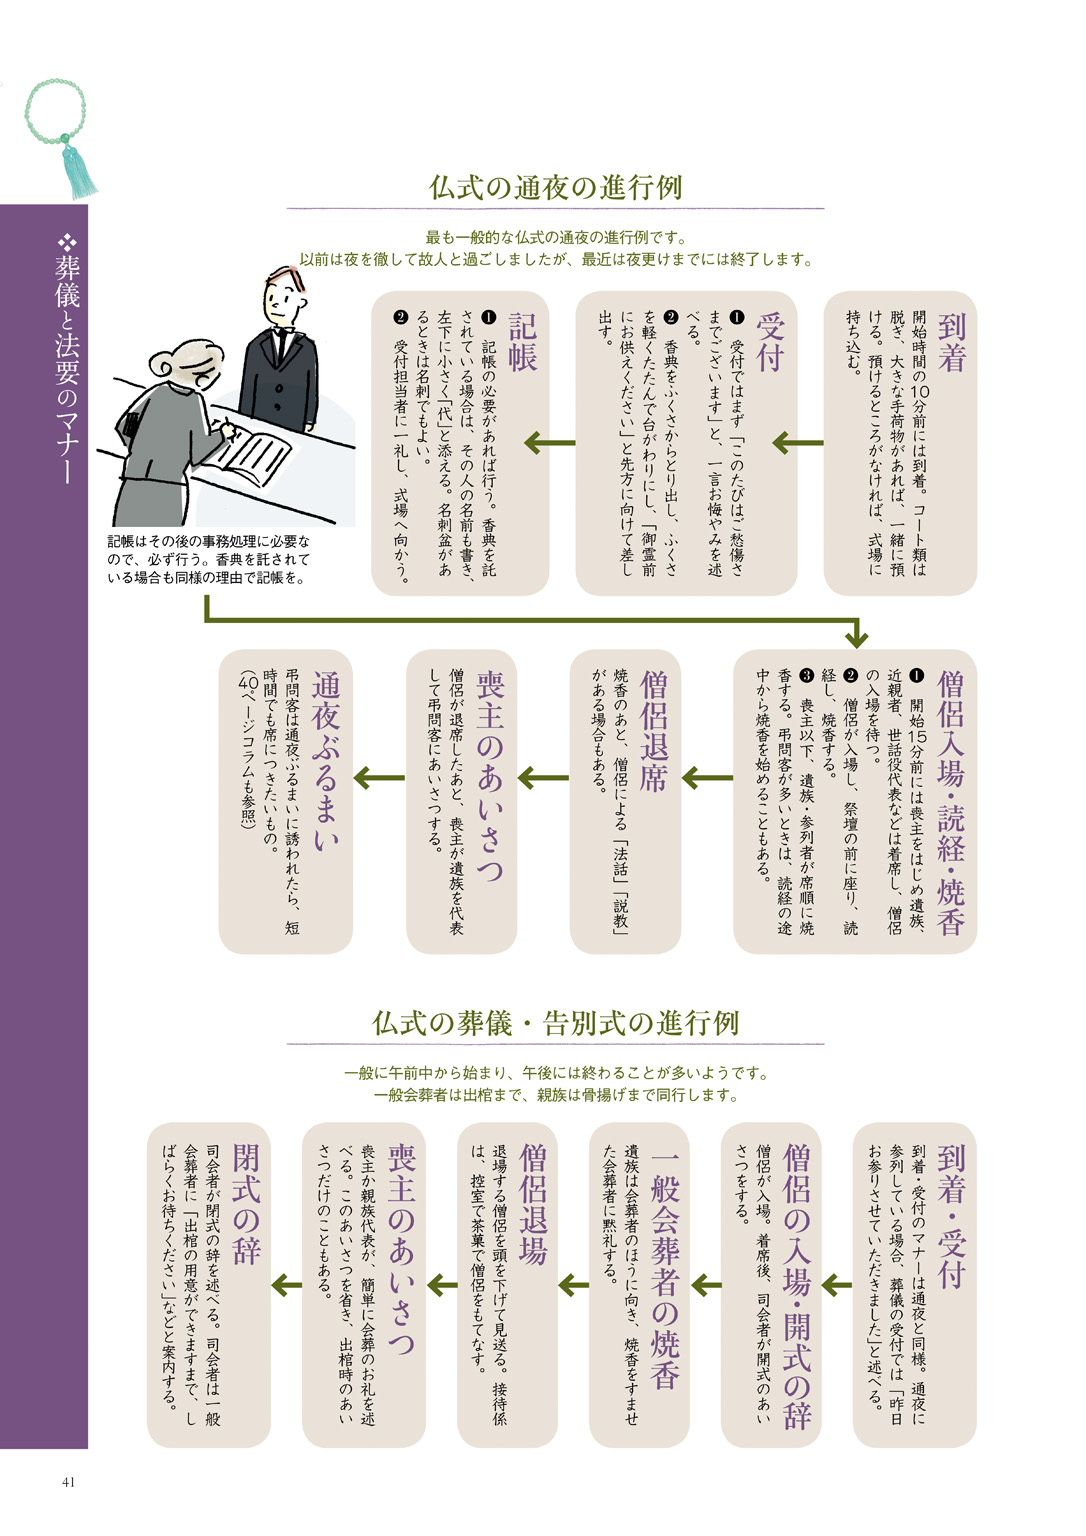 ❖葬儀と法要のマナー
仏式の通夜の進行例
最も一般的な仏式の通夜の進行例です。
以前は夜を徹して故人と過ごしましたが、最近は夜更けまでには終了します。
到着
開始時間の10分前には到着。コート類は
脱ぎ、大きな手荷物があれば、一緒に預
ける。預けるところがなければ、式場に
持ち込む。
受付
❶ 受付ではまず「このたびはご愁傷さ
までございます」と、一言お悔やみを述
べる。
❷ 香典をふくさからとり出し、ふくさ
を軽くたたんで台がわりにし、「御霊前
にお供えください」と先方に向けて差し
出す。
記帳
❶ 記帳の必要があれば行う。香典を託
されている場合は、その人の名前も書き、
左下に小さく「代」と添える。名刺盆があ
るときは名刺でもよい。
❷ 受付担当者に一礼し、式場へ向かう。
記帳はその後の事務処理に必要な
ので、必ず行う。香典を託されて
いる場合も同様の理由で記帳を。
僧侶入場・読経・焼香
❶ 開始15分前には喪主をはじめ遺族、
近親者、世話役代表などは着席し、僧侶
の入場を待つ。
❷ 僧侶が入場し、祭壇の前に座り、読
経し、焼香する。
❸ 喪主以下、遺族・参列者が席順に焼
香する。弔問客が多いときは、読経の途
中から焼香を始めることもある。
僧侶退席
焼香のあと、僧侶による「法話」「説教」
がある場合もある。
喪主のあいさつ
僧侶が退席したあと、喪主が遺族を代表
して弔問客にあいさつする。
通夜ぶるまい
弔問客は通夜ぶるまいに誘われたら、短
時間でも席につきたいもの。
(40ページコラムも参照)
仏式の葬儀・告別式の進行例
一般に午前中から始まり、午後には終わることが多いようです。
一般会葬者は出棺まで、親族は骨揚げまで同行します。
到着・受付
到着・受付のマナーは通夜と同様。通夜に
参列している場合、葬儀の受付では「昨日
お参りさせていただきました」と述べる。
僧侶の入場・開式の辞
僧侶が入場。着席後、司会者が開式のあい
さつをする。
一般会葬者の焼香
遺族は会葬者のほうに向き、焼香をすませ
た会葬者に黙礼する。
僧侶退場
退場する僧侶を頭を下げて見送る。接待係
は、控室で茶菓で僧侶をもてなす。
喪主のあいさつ
喪主か親族代表が、簡単に会葬のお礼を述
べる。このあいさつを省き、出棺時のあい
さつだけのこともある。
閉式の辞
司会者が閉式の辞を述べる。司会者は一般
会葬者に「出棺の用意ができますまで、し
ばらくお待ちください」などと案内する。
41